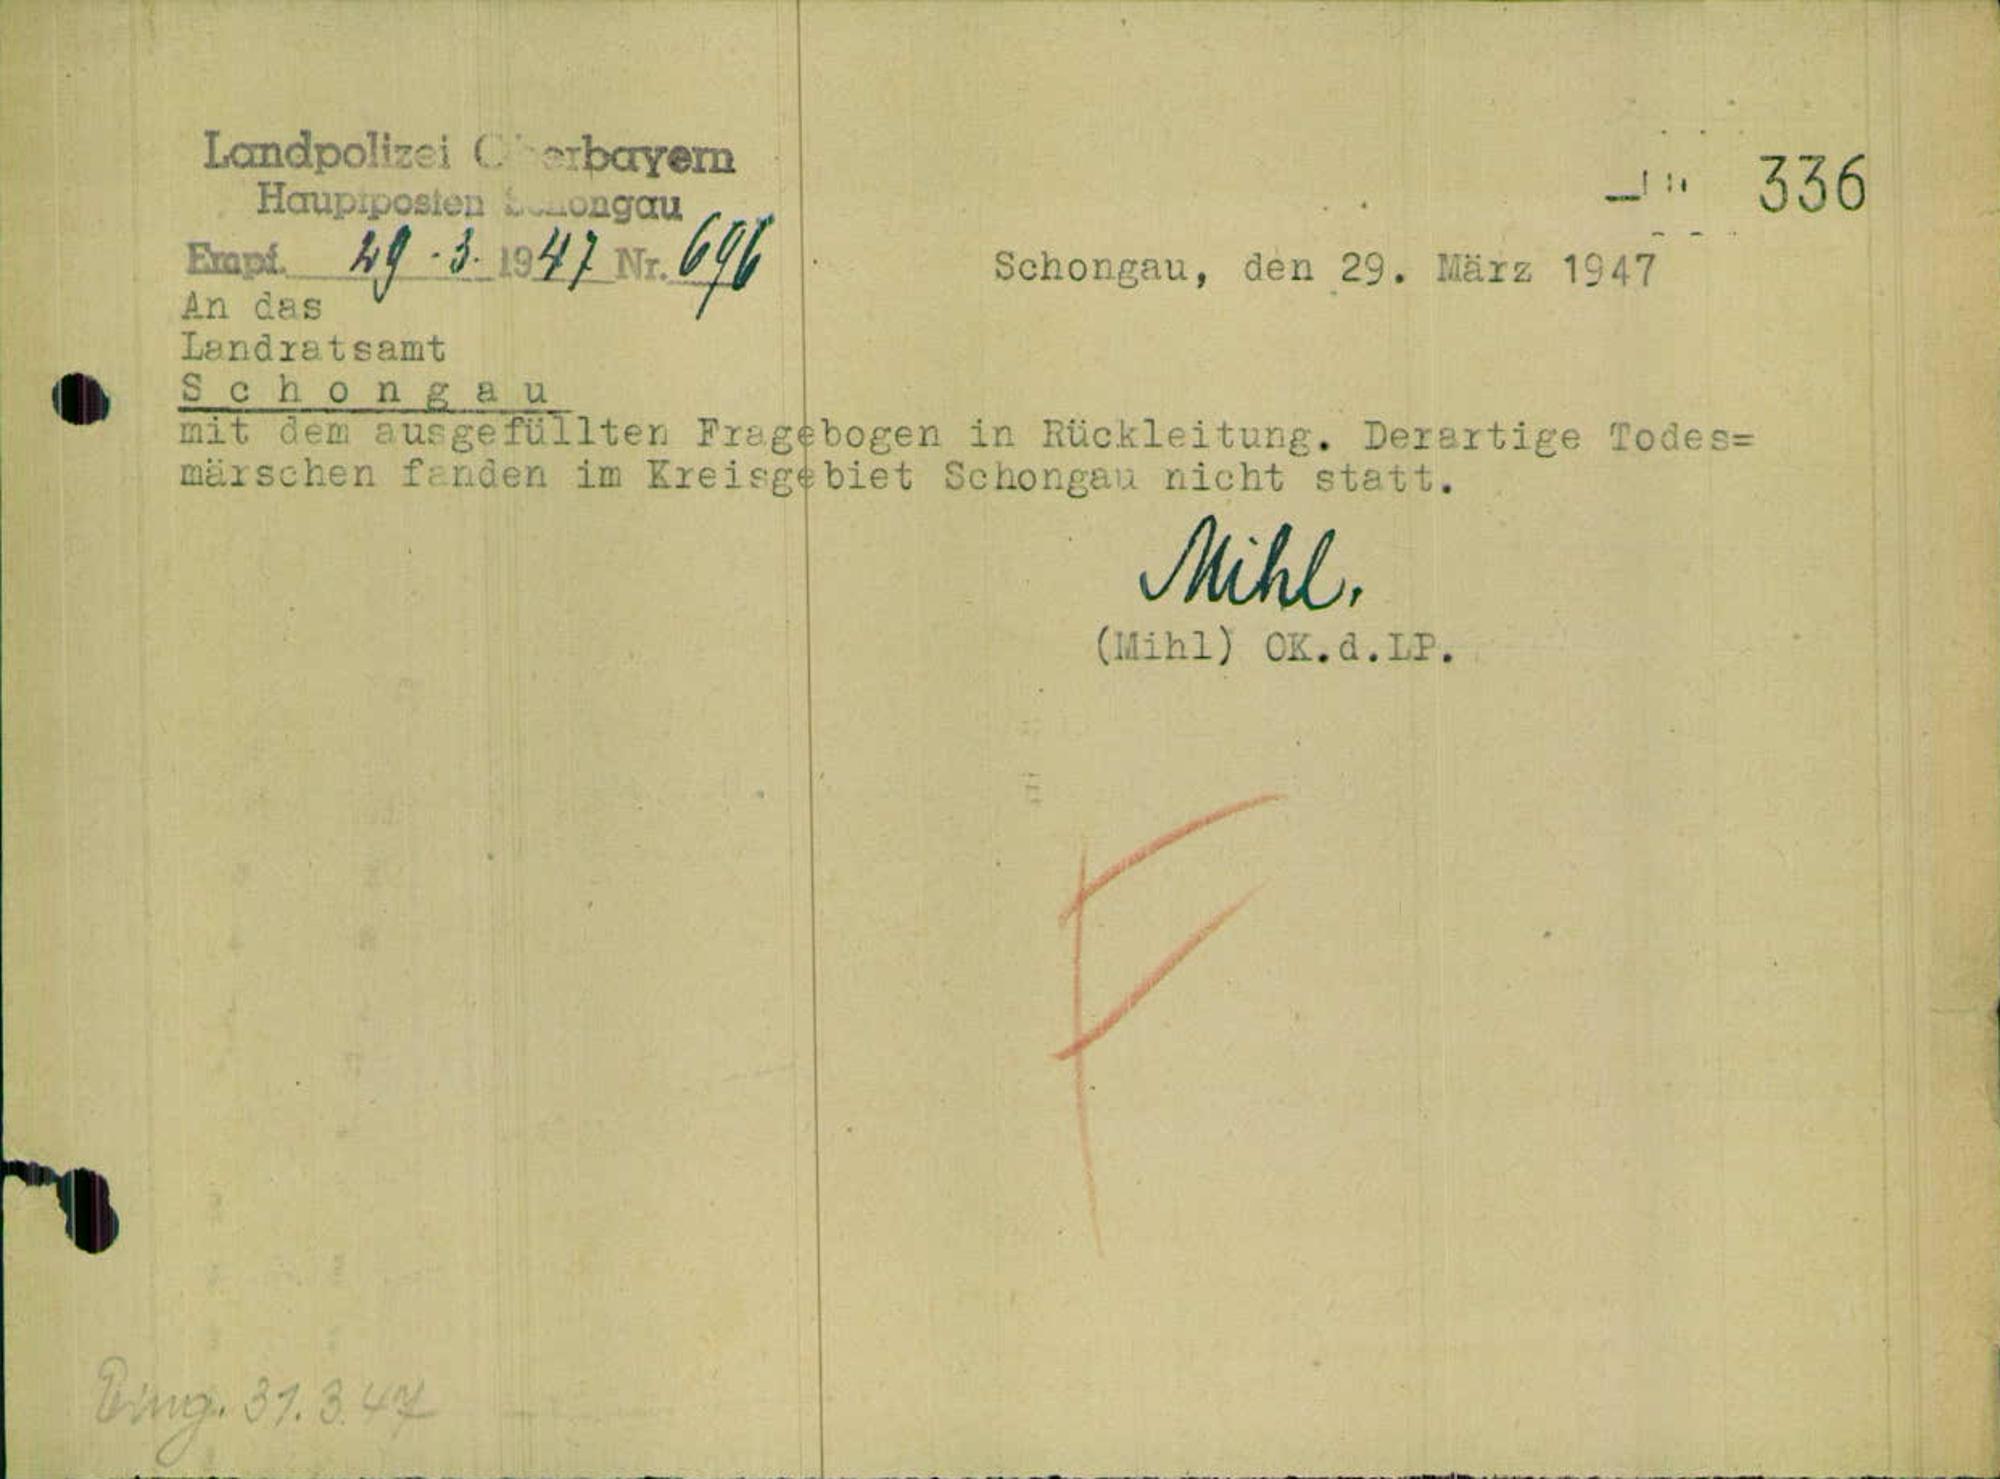 Landpolizei Oberbayern
Hauptposten Schongau
Empf. 29.3. 1947 Nr. 696
336
Schongau, den 29. März 1947
An das
Landratsamt
S c h o n g a u
mit dem ausgefüllten Fragebogen in Rückleitung. Derartige Todes=
märschen fanden im Kreisgebiet Schongau nicht statt.
Mihl.
(Mihl) OK.d.LP.
F
Eing. 31.3.47